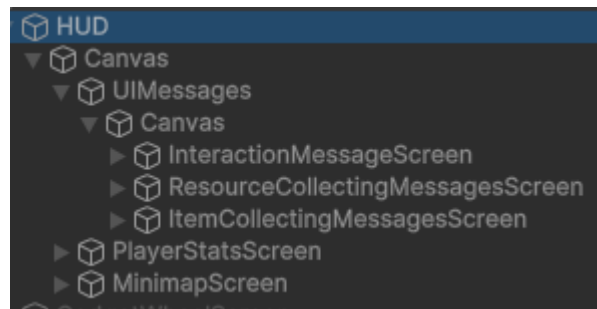 HUD
Canvas
UIMessages
Canvas
InteractionMessageScreen
ResourceCollectingMessagesScreen
ItemCollectingMessagesScreen
PlayerStatsScreen
MinimapScreen